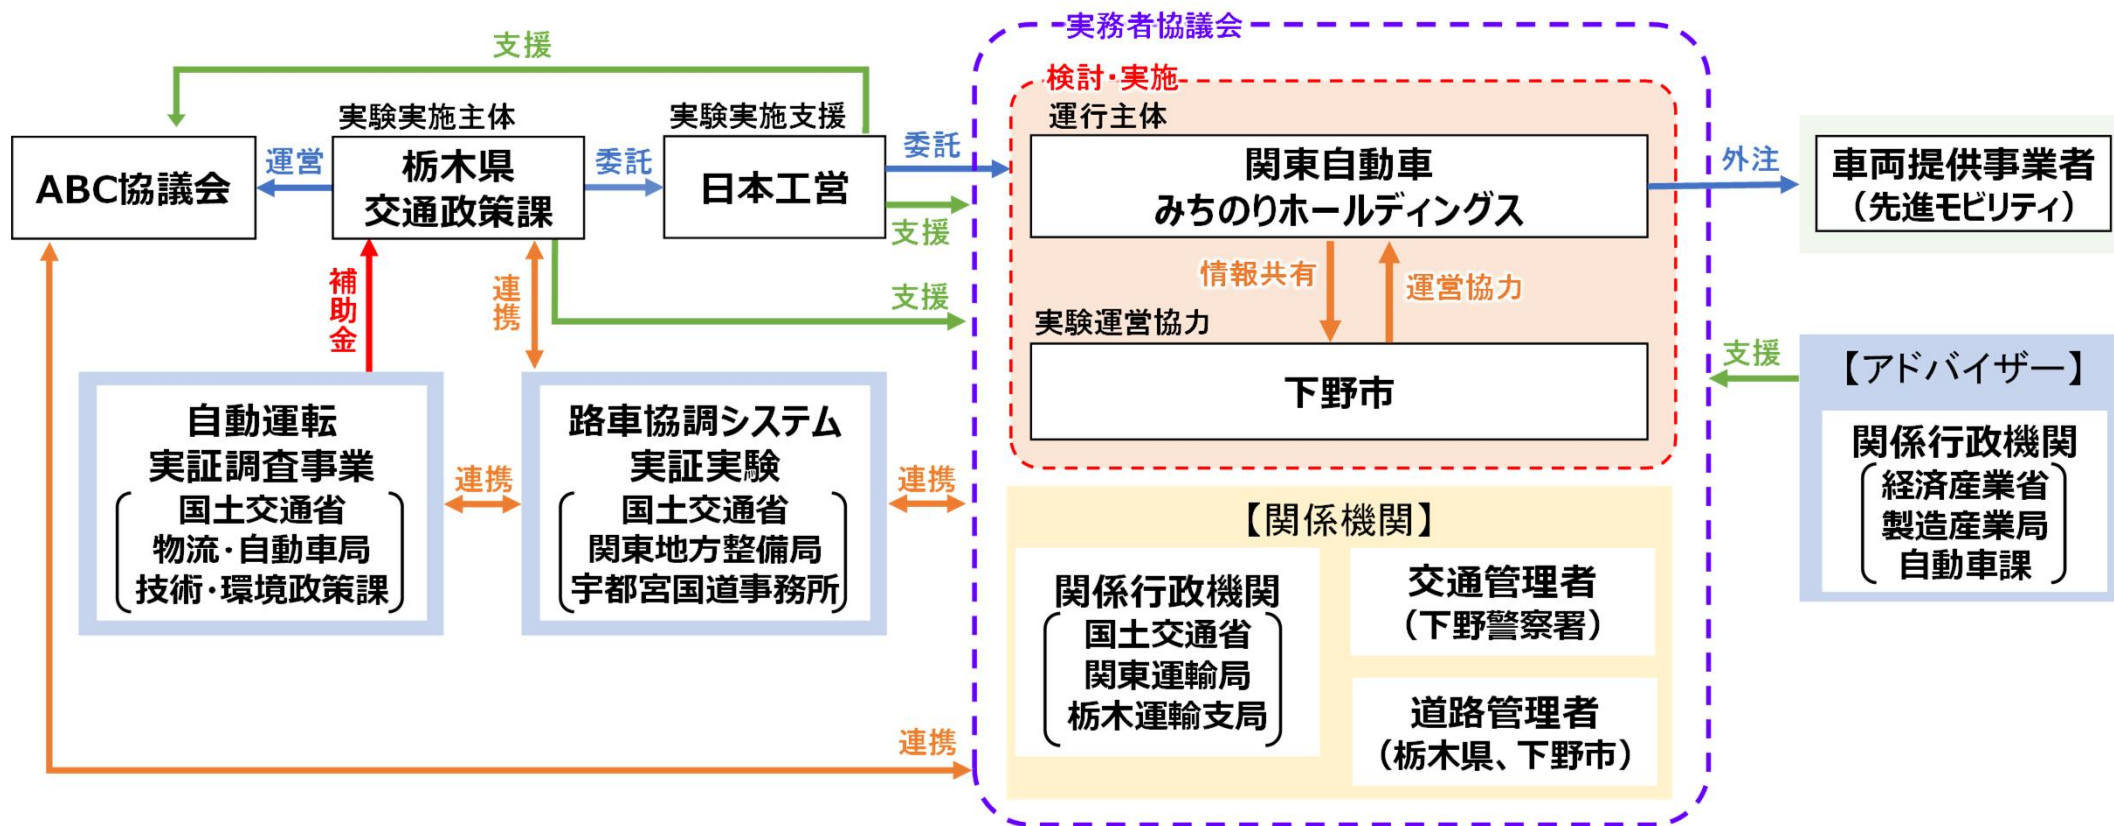 実務者協議会
支援
検討・実施
実験実施主体
実験実施支援
運行主体
ABC協議会
運営
栃木県
交通政策課
委託
日本工営
委託
支援
関東自動車
みちのりホールディングス
外注
車両提供事業者
（先進モビリティ）
補助金
連携
支援
情報共有
運営協力
実験運営協力
下野市
支援
【アドバイザー】
関係行政機関
経済産業省
製造産業局
自動車課
自動運転
実証調査事業
国土交通省
物流・自動車局
技術・環境政策課
連携
路車協調システム
実証実験
国土交通省
関東地方整備局
宇都宮国道事務所
連携
【関係機関】
関係行政機関
国土交通省
関東運輸局
栃木運輸支局
交通管理者
（下野警察署）
道路管理者
（栃木県、下野市）
連携